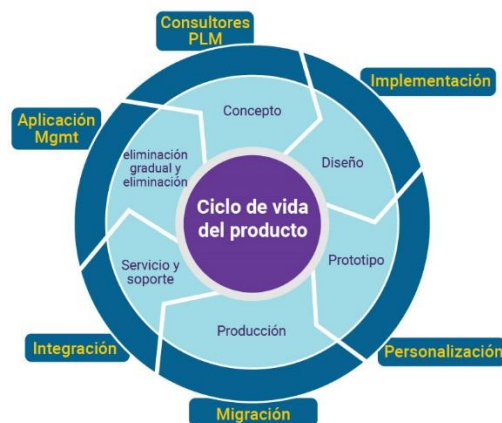 Consultores
PLM
Implementación
Aplicación
Mgmt
Concepto
eliminación
gradual y
eliminación
Diseño
Ciclo de vida
del producto
Servicio y
soporte
Prototipo
Producción
Integración
Personalización
Migración